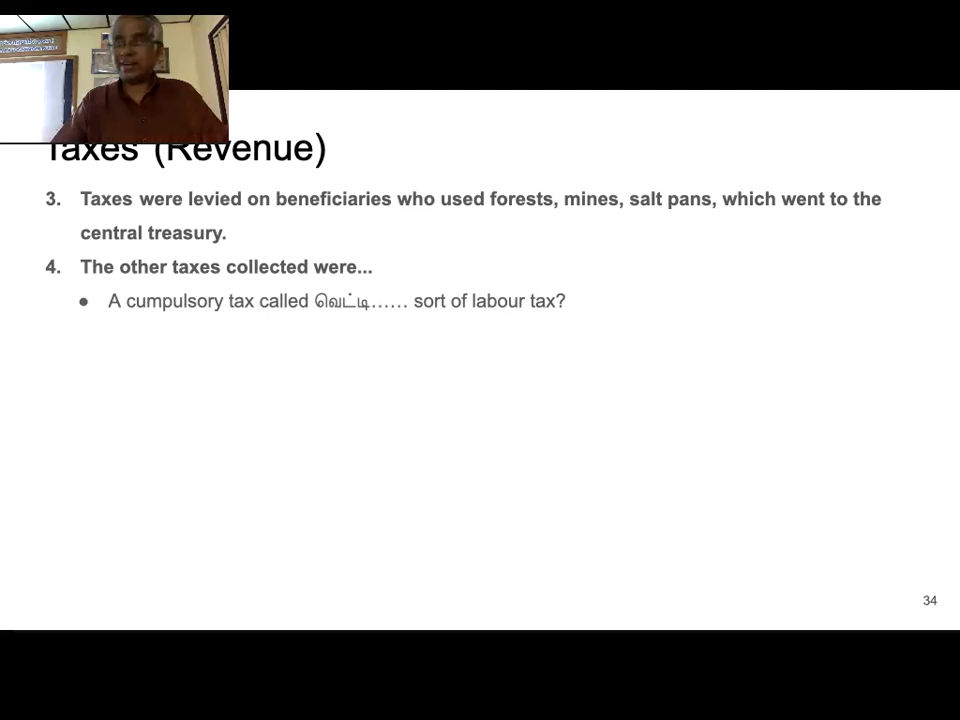 Taxes (Revenue)
3. Taxes were levied on beneficiaries who used forests, mines, salt pans, which went to the
central treasury.
4. The other taxes collected were...
● A cumpulsory tax called வெட்டி...... sort of labour tax?
34